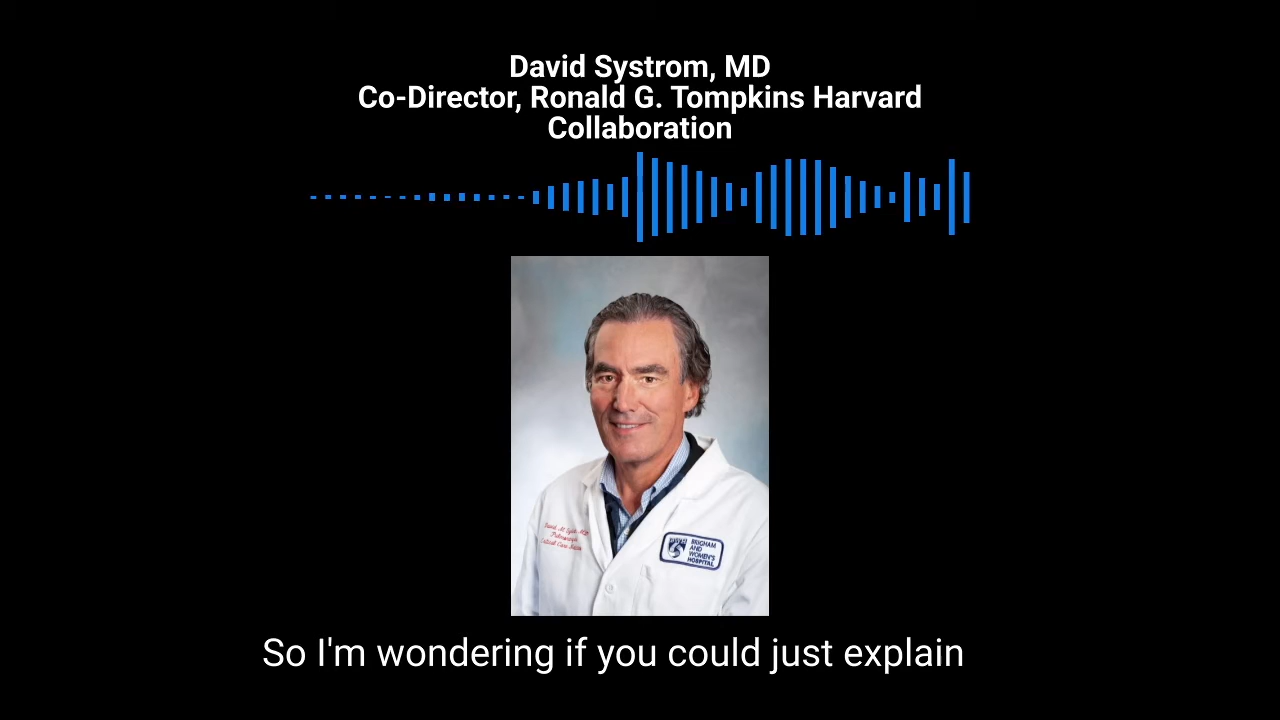 David Systrom, MD
Co-Director, Ronald G. Tompkins Harvard
Collaboration
BRIGHAM
AND
WOMEN'S
HOSPITAL
So I'm wondering if you could just explain